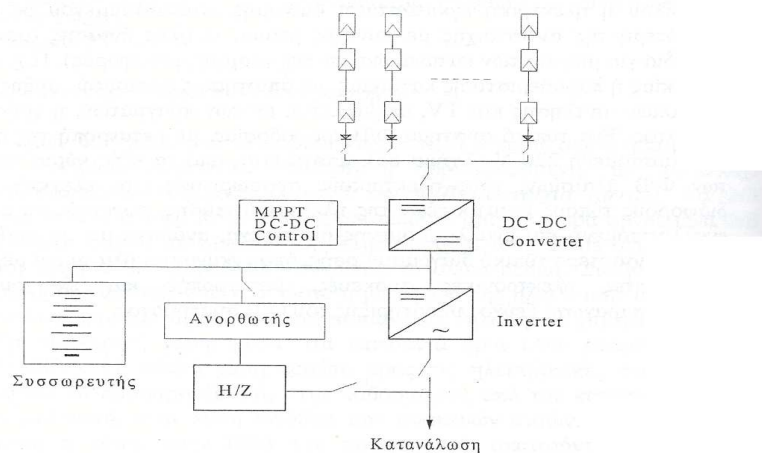 MPPT
DC-DC
Control
DC -DC
Converter
Ανορθωτής
Inverter
Συσσωρευτής
Η/Ζ
Κατανάλωση